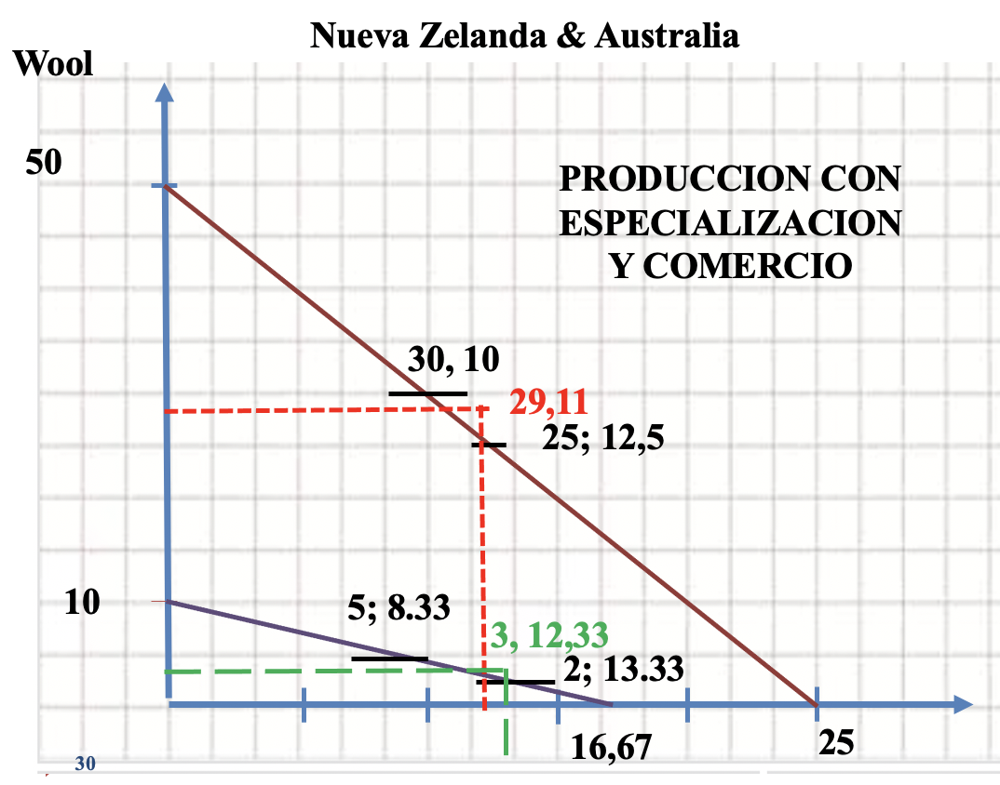 Nueva Zelanda & Australia
Wool
50
PRODUCCION CON
ESPECIALIZACION
Y COMERCIO
30, 10
29,11
25; 12,5
10
5; 8.33
3, 12,33
2; 13.33
16,67
25
30